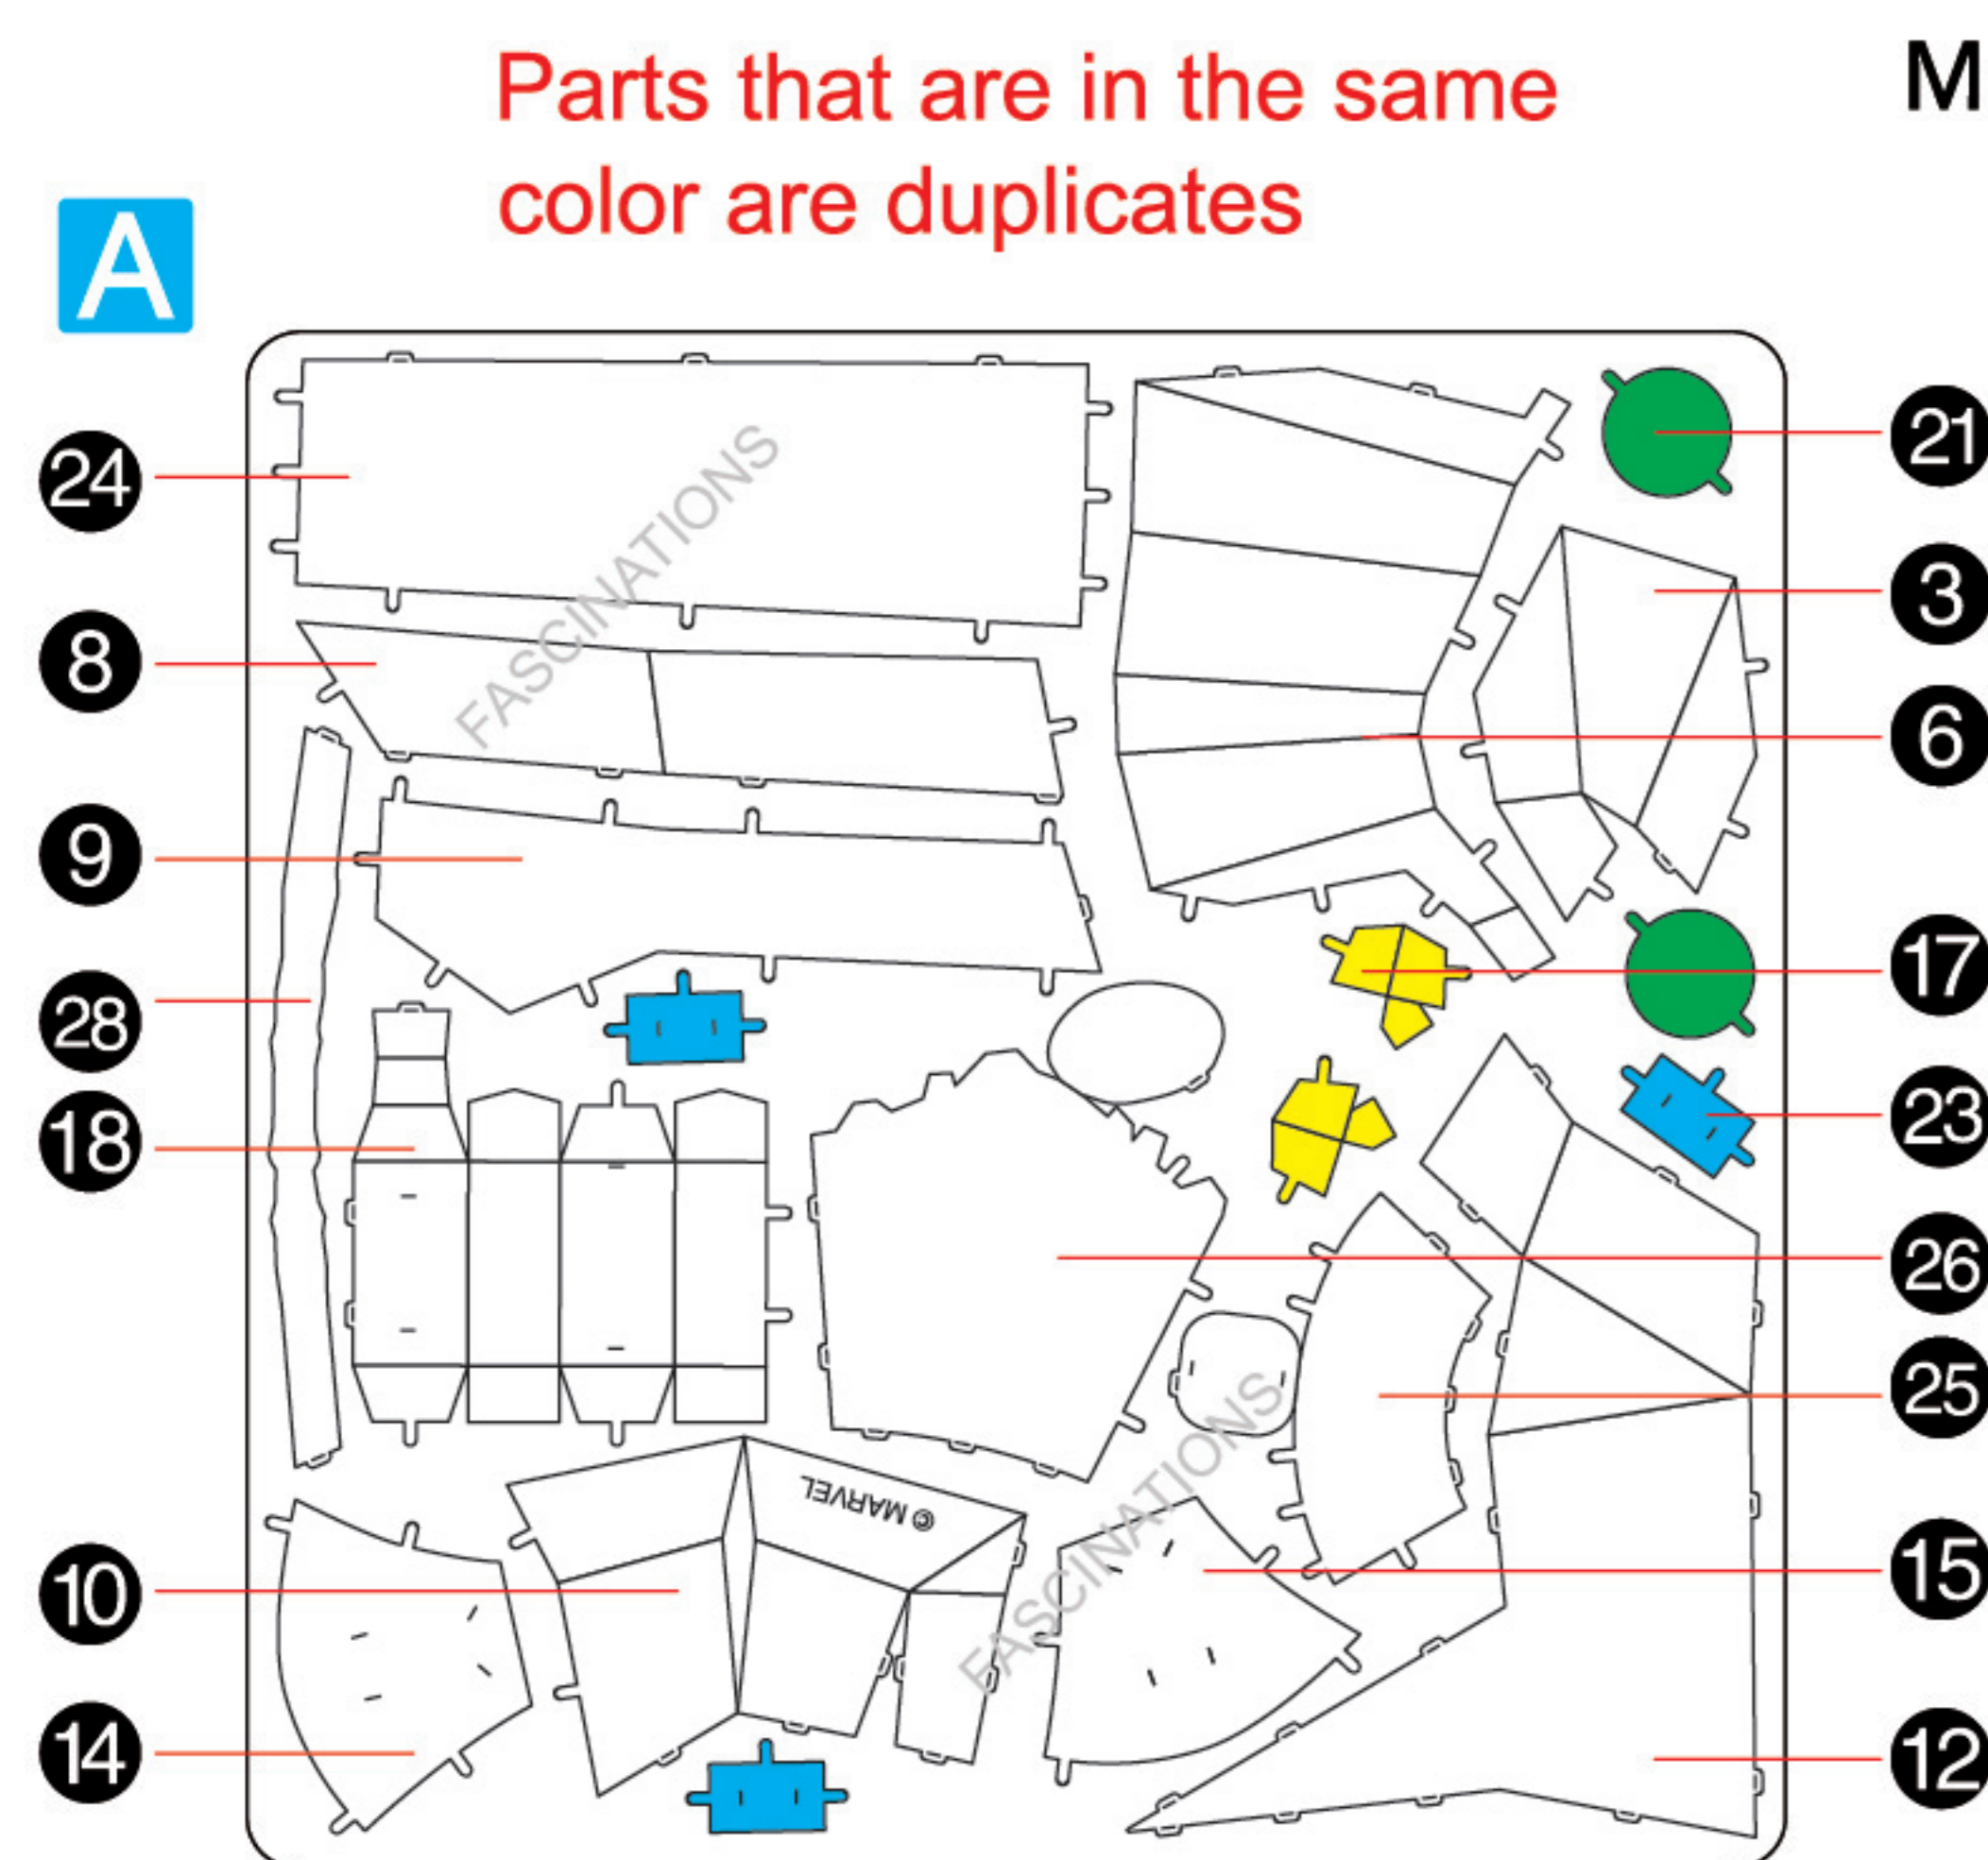 Parts that are in the same
color are duplicates
M
A
24
21
FASCINATIONS
3
8
6
9
17
28
23
18
26
25
FASCINATIONS
© MARVEL
15
10
14
12